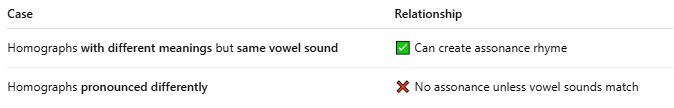 Case Relationship
Homographs with different meanings but same vowel sound ✅ Can create assonance rhyme
Homographs pronounced differently ❌ No assonance unless vowel sounds match